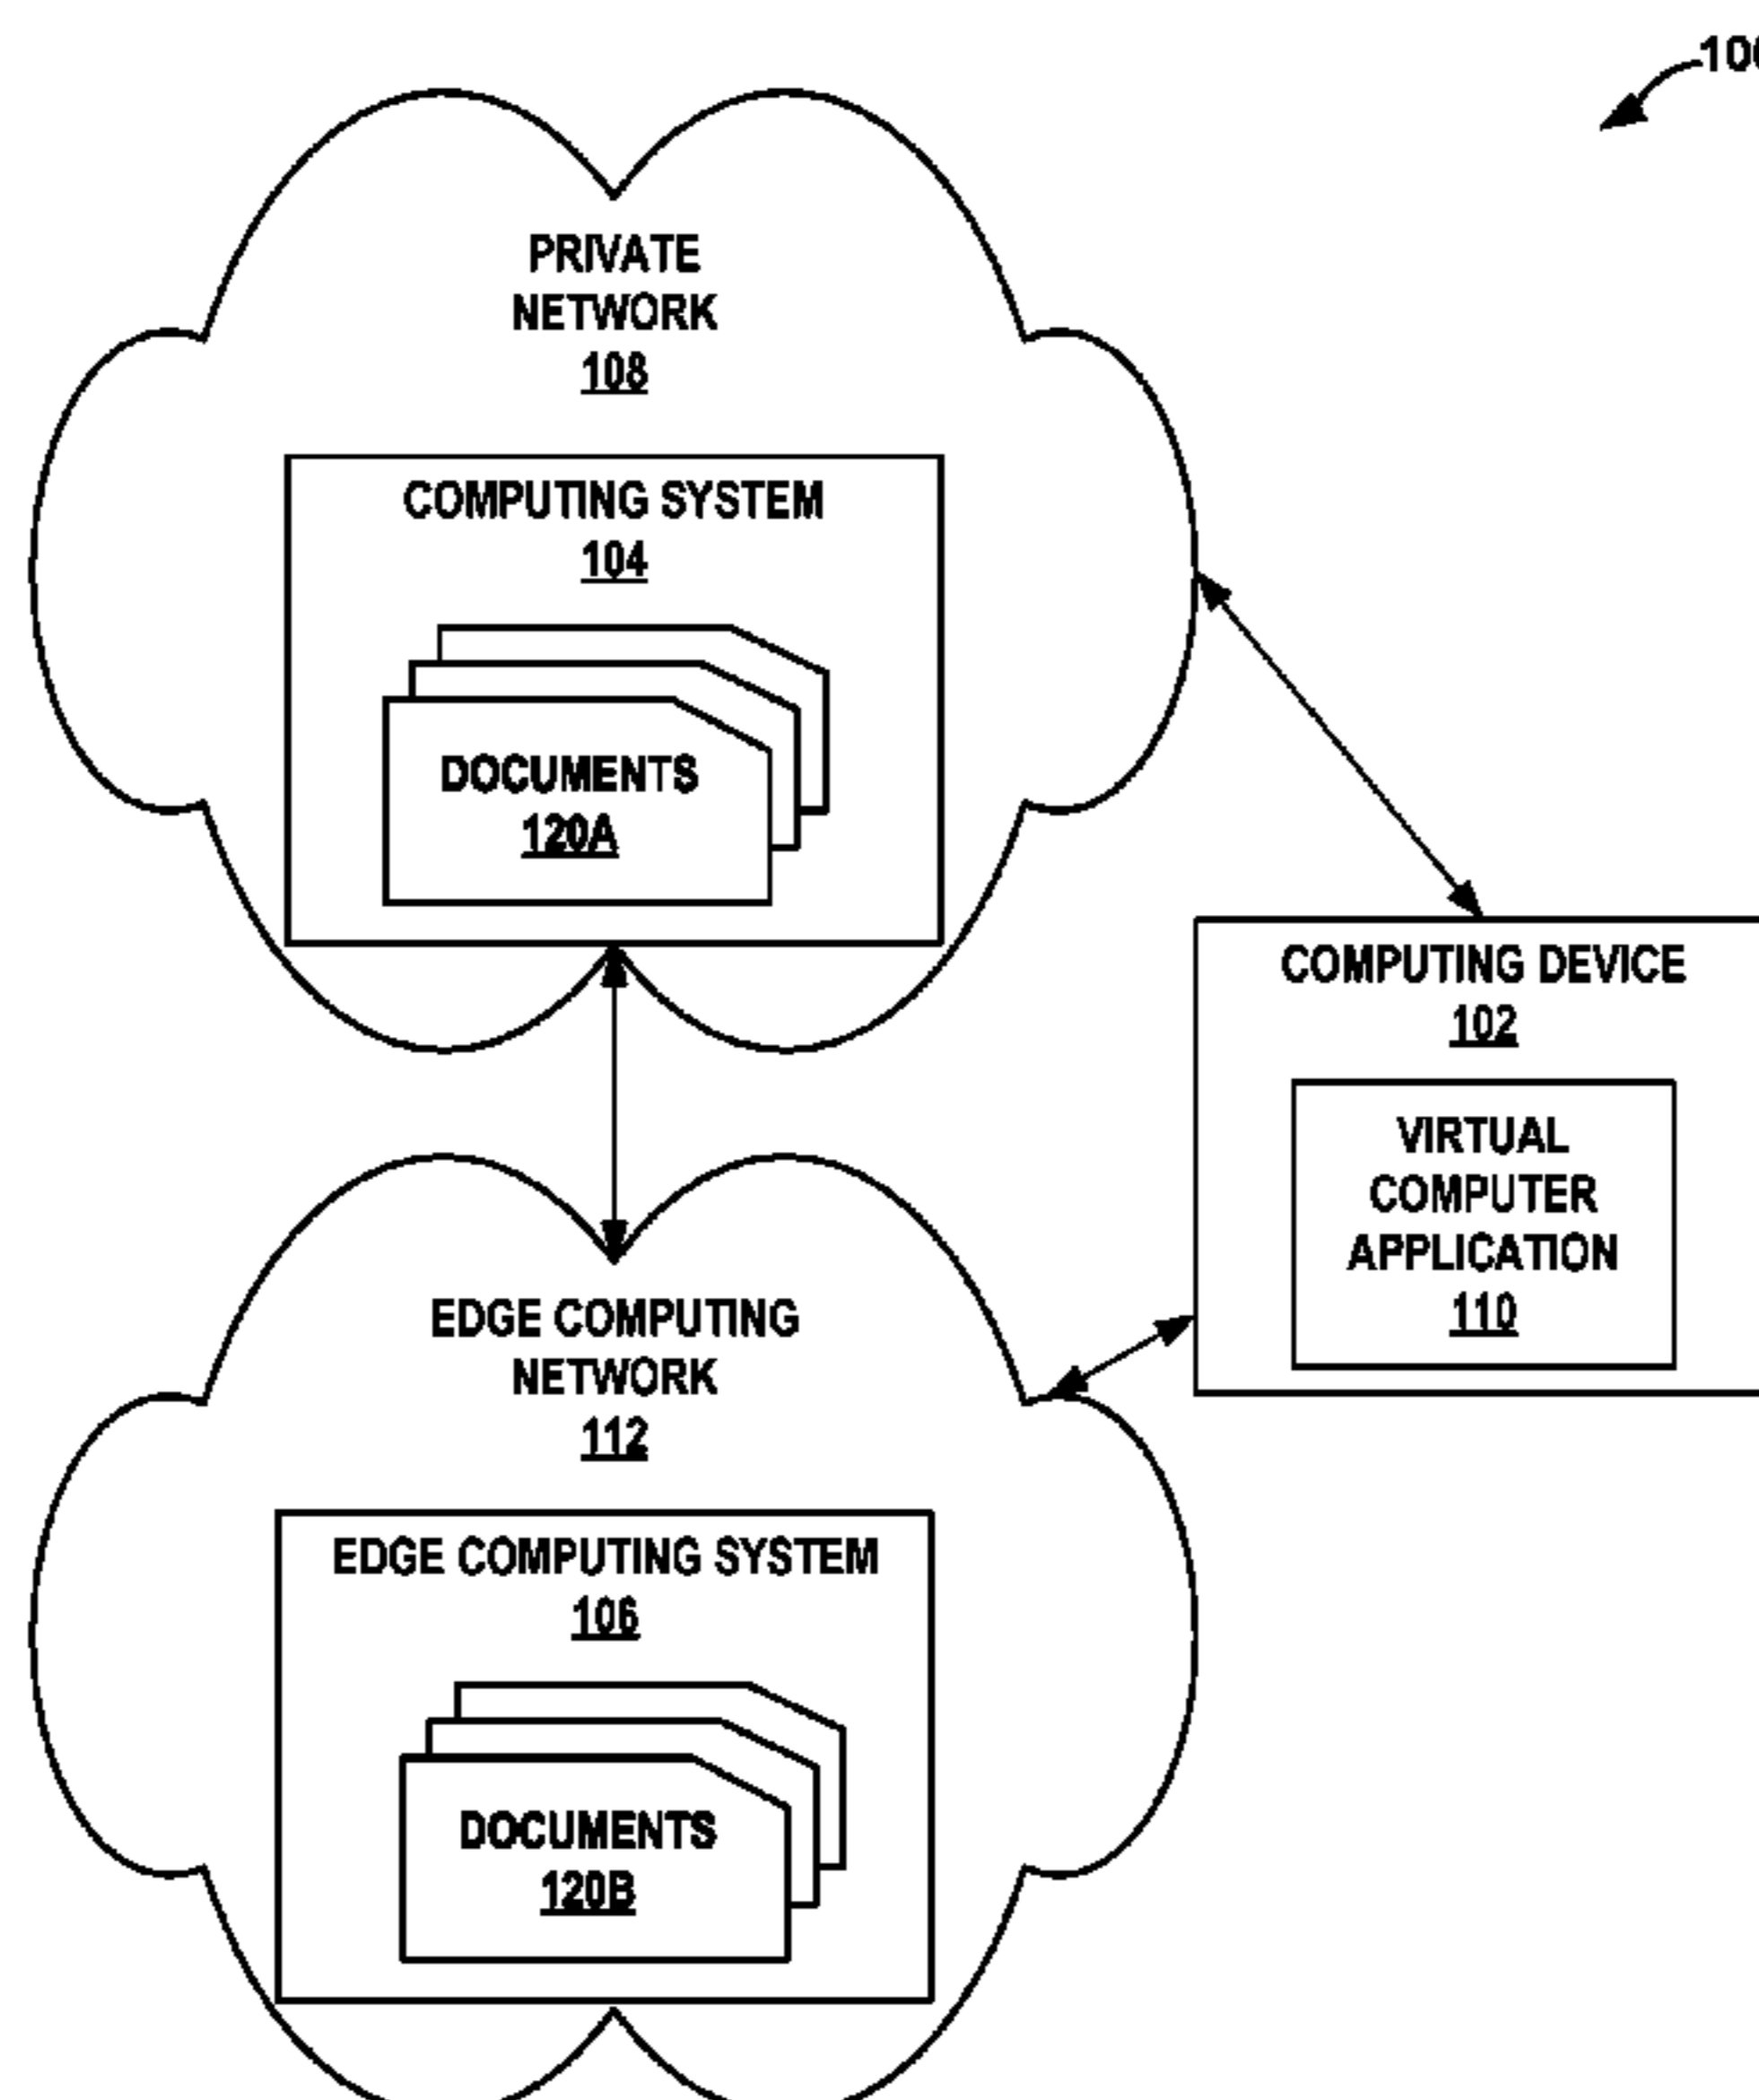 100
PRIVATE
NETWORK
108
COMPUTING SYSTEM
104
DOCUMENTS
120A
COMPUTING DEVICE
102
VIRTUAL
COMPUTER
APPLICATION
110
EDGE COMPUTING
NETWORK
112
EDGE COMPUTING SYSTEM
106
DOCUMENTS
120B